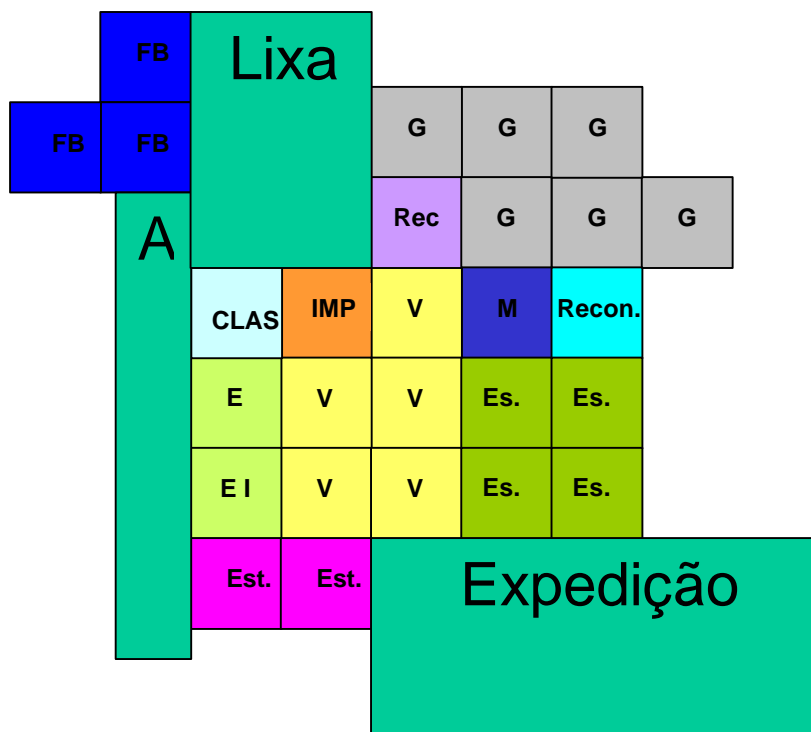 FB
Lixa
G G G
FB FB
A
Rec G G G
CLAS IMP V M Recon.
E V V Es. Es.
E I V V Es. Es.
Est. Est.
Expedição